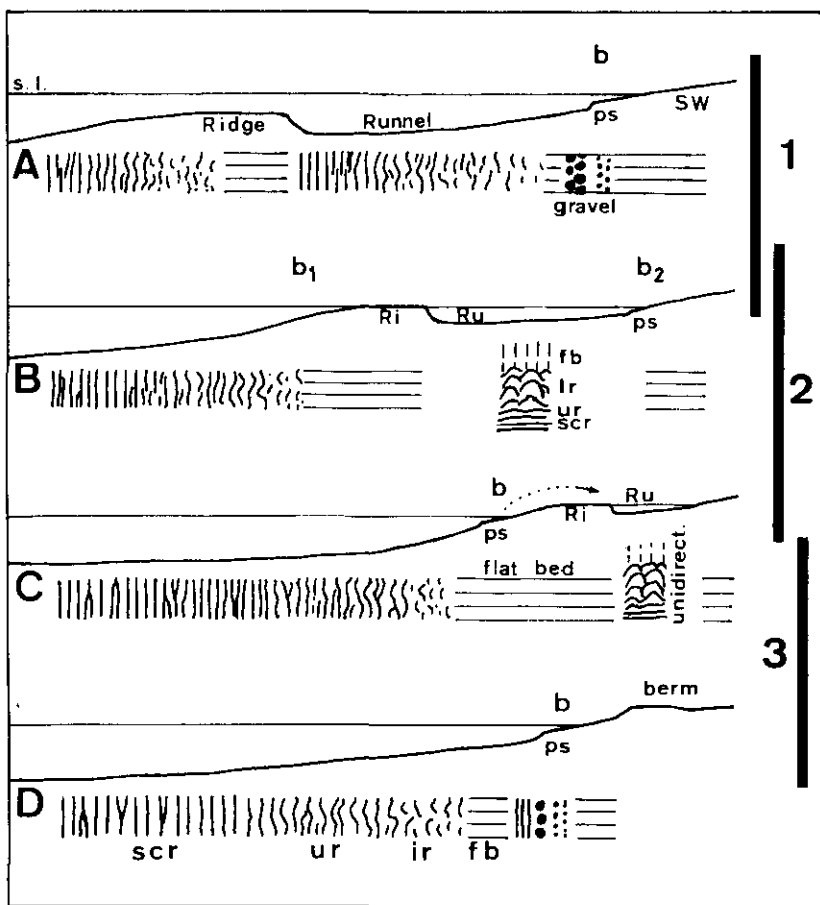 b
s. l.
SW
Ridge Runnel ps
A
1
gravel
b₁ b₂
Ri Ru ps
B
fb
lr
ur
scr
2
b Ru
ps Ri
C
flat bed
unidirect.
3
berm
b
ps
D
scr ur ir fb